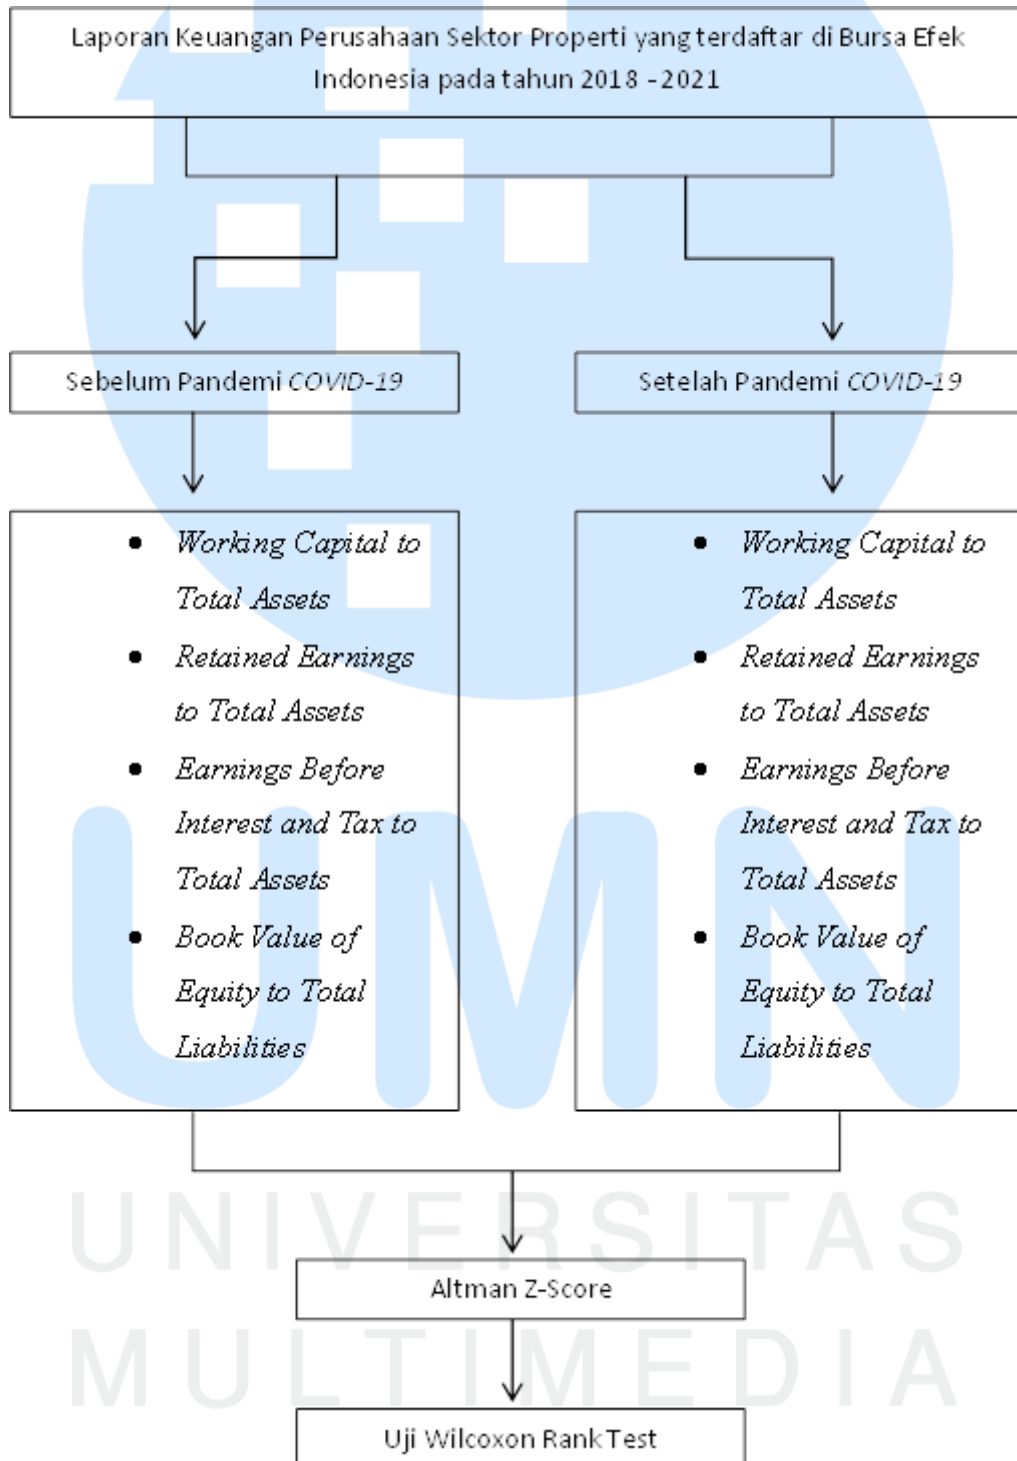 Laporan Keuangan Perusahaan Sektor Properti yang terdaftar di Bursa Efek
Indonesia pada tahun 2018 -2021
Sebelum Pandemi COVID-19
Setelah Pandemi COVID-19
• Working Capital to
Total Assets
• Retained Earnings
to Total Assets
• Earnings Before
Interest and Tax to
Total Assets
• Book Value of
Equity to Total
Liabilities
• Working Capital to
Total Assets
• Retained Earnings
to Total Assets
• Earnings Before
Interest and Tax to
Total Assets
• Book Value of
Equity to Total
Liabilities
UMN
UNIVERSITAS
Altman Z-Score
MULTIMEDIA
Uji Wilcoxon Rank Test